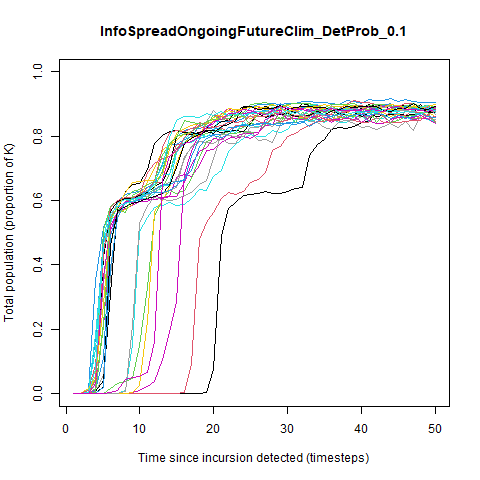 InfoSpreadOngoingFutureClim_DetProb_0.1
Total population (proportion of K)
1.0
0.8
0.6
0.4
0.2
0.0
0 10 20 30 40 50
Time since incursion detected (timesteps)